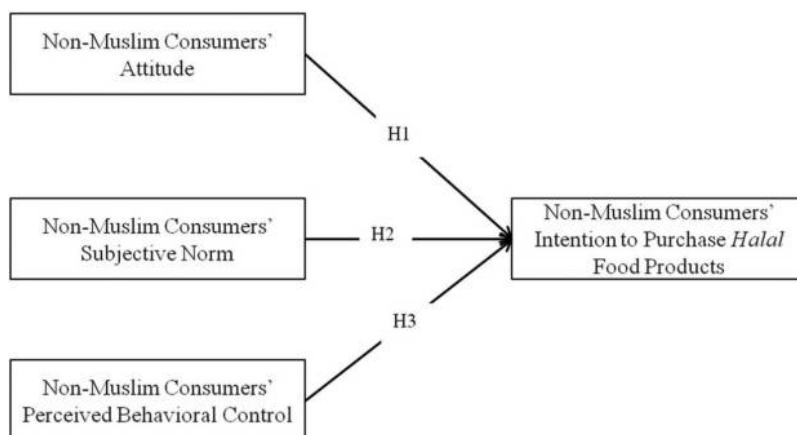 Non-Muslim Consumers’
Attitude
H1
Non-Muslim Consumers’
Subjective Norm
H2
Non-Muslim Consumers’
Intention to Purchase Halal
Food Products
H3
Non-Muslim Consumers’
Perceived Behavioral Control